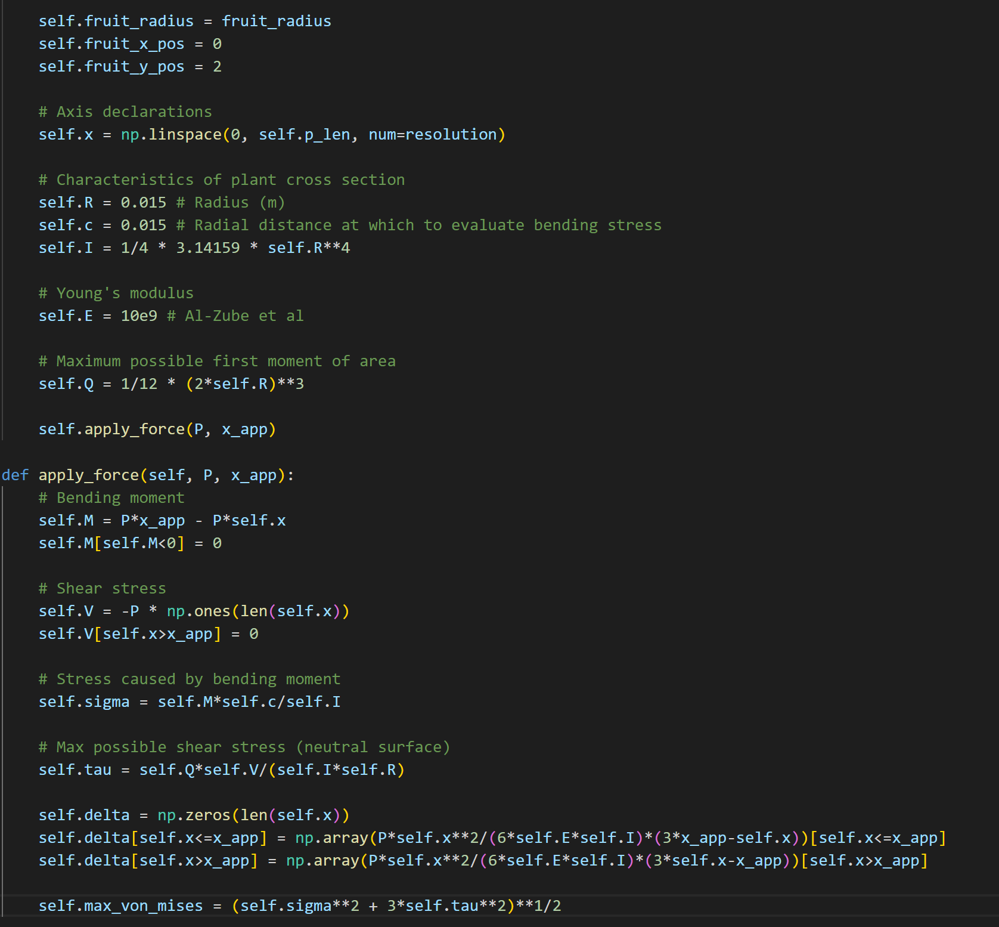 self.fruit_radius = fruit_radius
self.fruit_x_pos = 0
self.fruit_y_pos = 2
# Axis declarations
self.x = np.linspace(0, self.p_len, num=resolution)
# Characteristics of plant cross section
self.R = 0.015 # Radius (m)
self.c = 0.015 # Radial distance at which to evaluate bending stress
self.I = 1/4 * 3.14159 * self.R**4
# Young's modulus
self.E = 10e9 # Al-Zube et al
# Maximum possible first moment of area
self.Q = 1/12 * (2*self.R)**3
self.apply_force(P, x_app)
def apply_force(self, P, x_app):
# Bending moment
self.M = P*x_app - P*self.x
self.M[self.M<0] = 0
# Shear stress
self.V = -P * np.ones(len(self.x))
self.V[self.x>x_app] = 0
# Stress caused by bending moment
self.sigma = self.M*self.c/self.I
# Max possible shear stress (neutral surface)
self.tau = self.Q*self.V/(self.I*self.R)
self.delta = np.zeros(len(self.x))
self.delta[self.x<=x_app] = np.array(P*self.x**2/(6*self.E*self.I)*(3*x_app-self.x))[self.x<=x_app]
self.delta[self.x>x_app] = np.array(P*self.x**2/(6*self.E*self.I)*(3*self.x-x_app))[self.x>x_app]
self.max_von_mises = (self.sigma**2 + 3*self.tau**2)**1/2